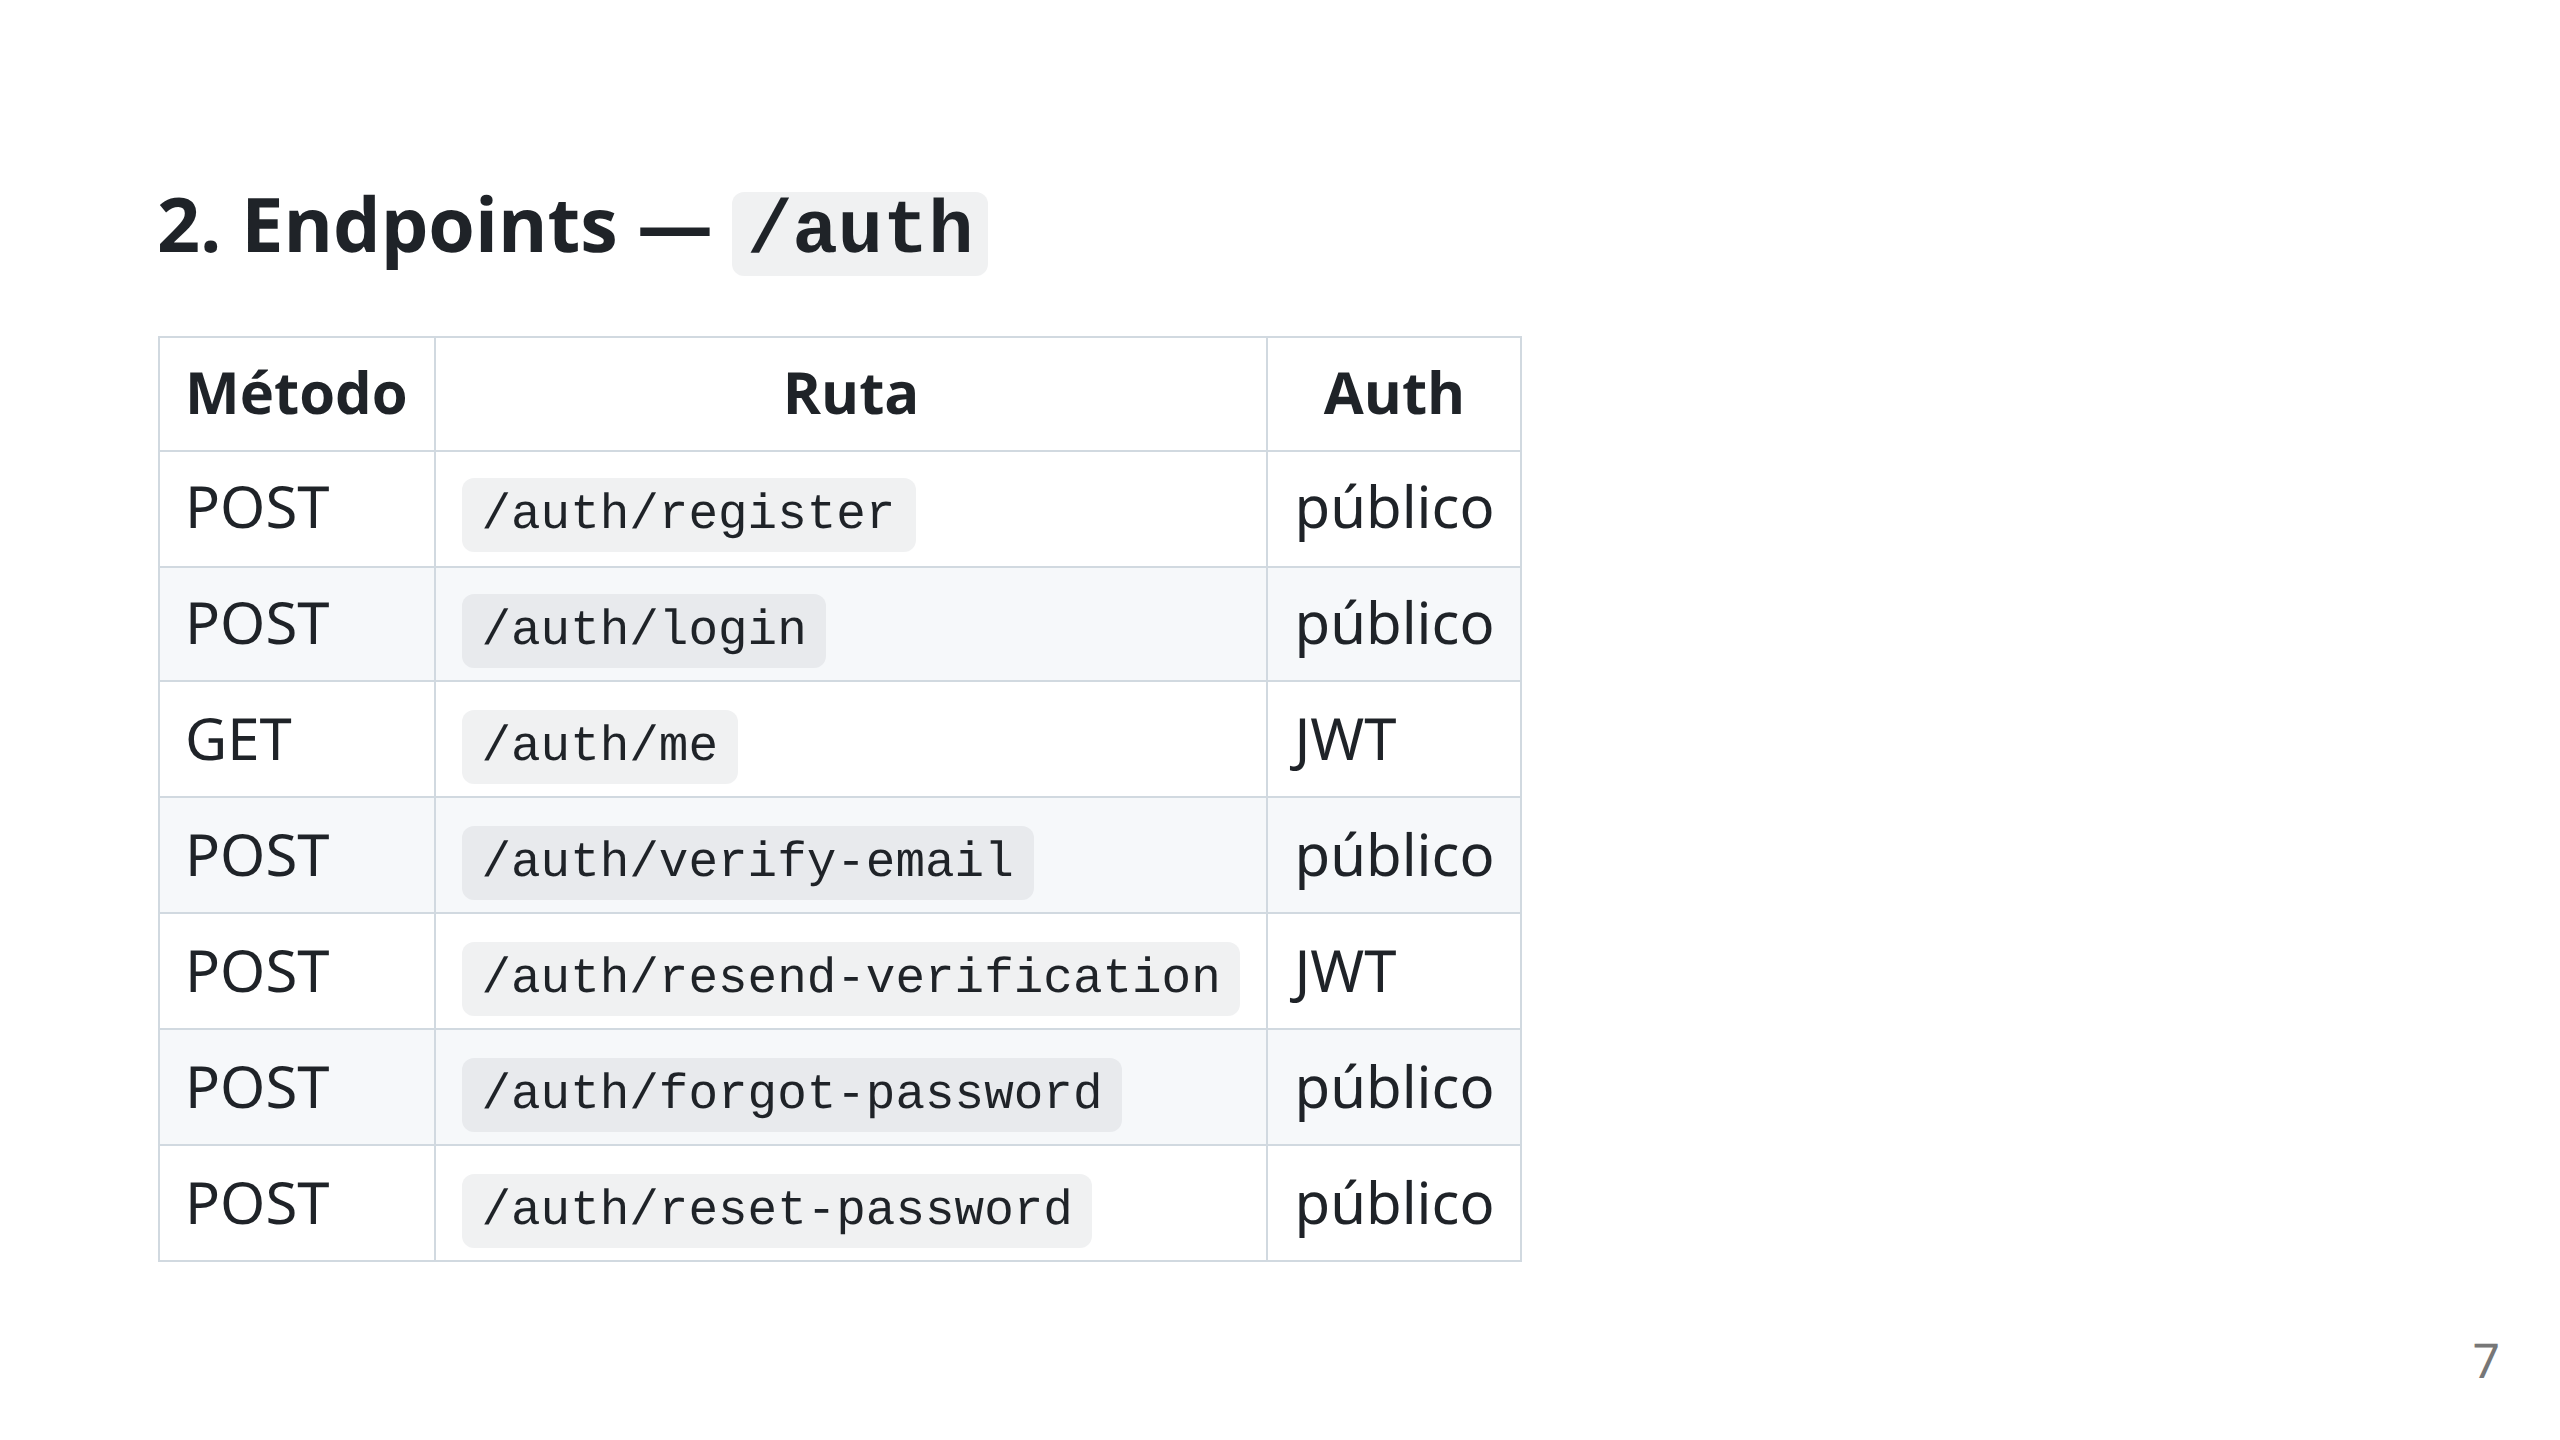 2. Endpoints — /auth
Método Ruta Auth
POST /auth/register público
POST /auth/login público
GET /auth/me JWT
POST /auth/verify-email público
POST /auth/resend-verification JWT
POST /auth/forgot-password público
POST /auth/reset-password público
7